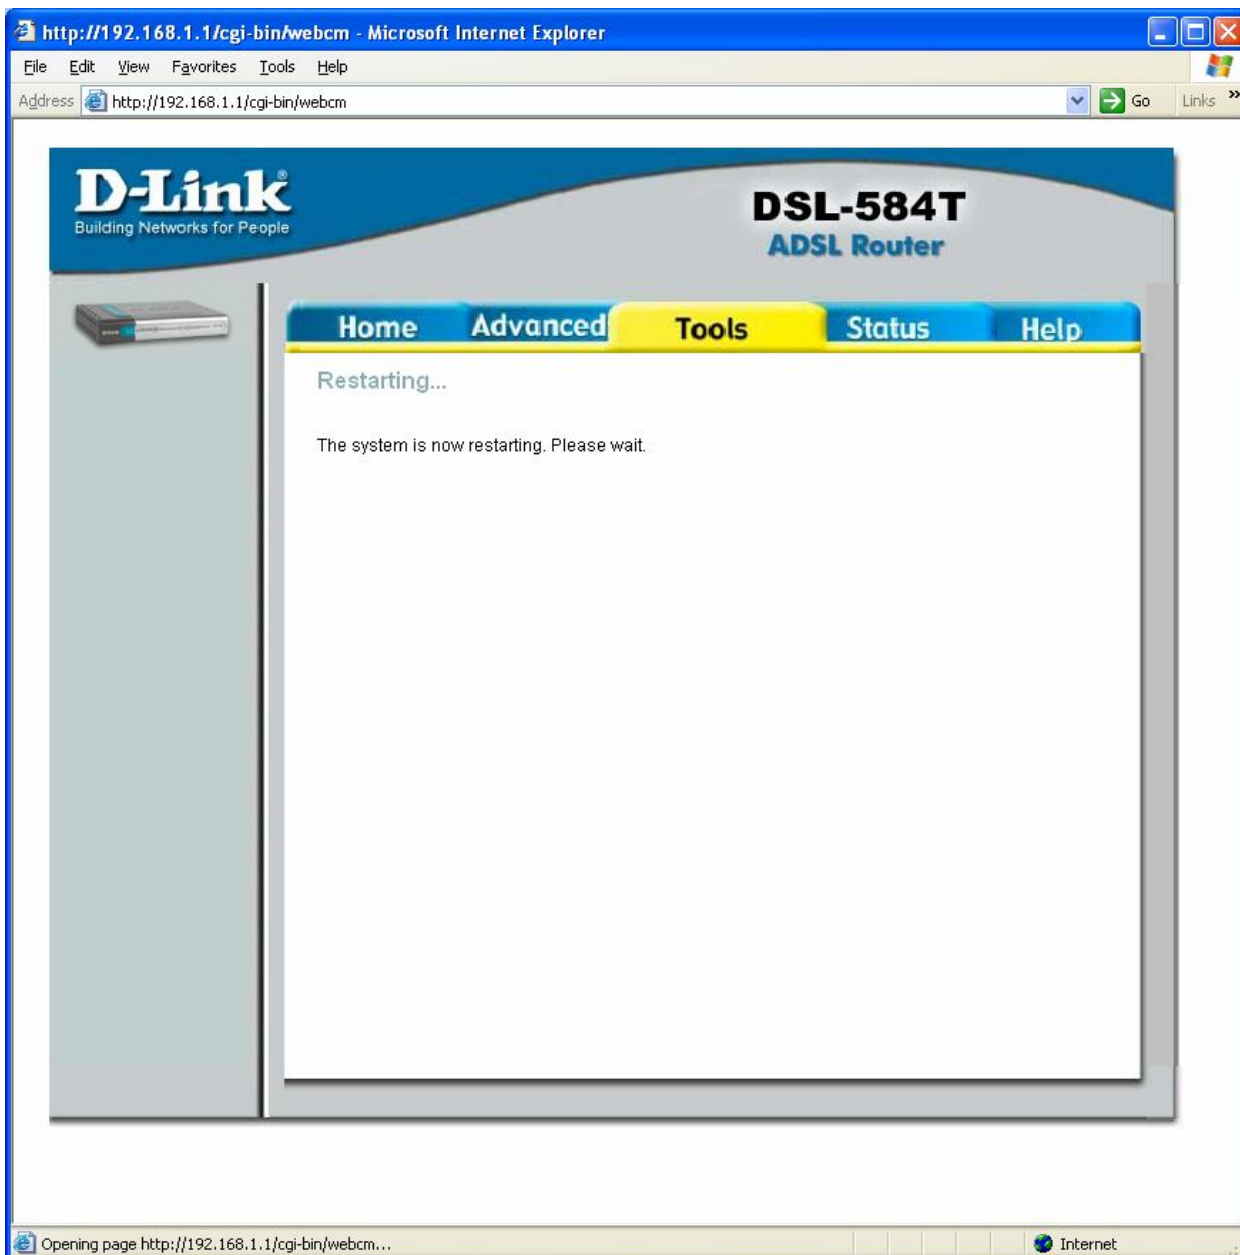 http://192.168.1.1/cgi-bin/webcm - Microsoft Internet Explorer
File Edit View Favorites Tools Help
Address http://192.168.1.1/cgi-bin/webcm Go Links »
D-Link®
Building Networks for People
DSL-584T
ADSL Router
Home Advanced Tools Status Help
Restarting...
The system is now restarting. Please wait.
Opening page http://192.168.1.1/cgi-bin/webcm... Internet